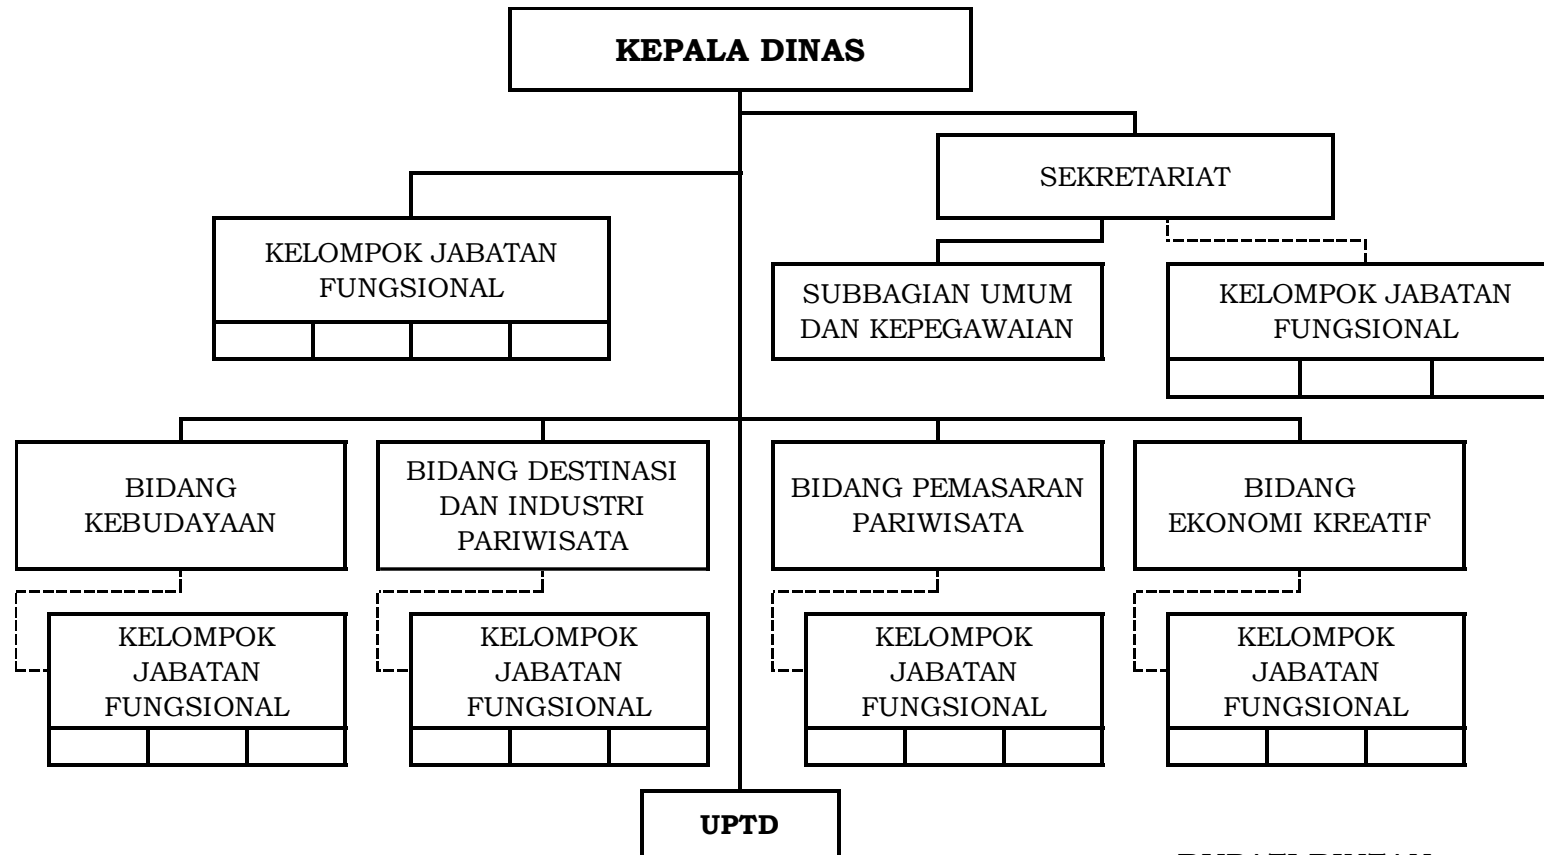 KEPALA DINAS
SEKRETARIAT
KELOMPOK JABATAN
FUNGSIONAL
SUBBAGIAN UMUM
DAN KEPEGAWAIAN
KELOMPOK JABATAN
FUNGSIONAL
BIDANG
KEBUDAYAAN
BIDANG DESTINASI
DAN INDUSTRI
PARIWISATA
BIDANG PEMASARAN
PARIWISATA
BIDANG
EKONOMI KREATIF
KELOMPOK
JABATAN
FUNGSIONAL
KELOMPOK
JABATAN
FUNGSIONAL
KELOMPOK
JABATAN
FUNGSIONAL
KELOMPOK
JABATAN
FUNGSIONAL
UPTD